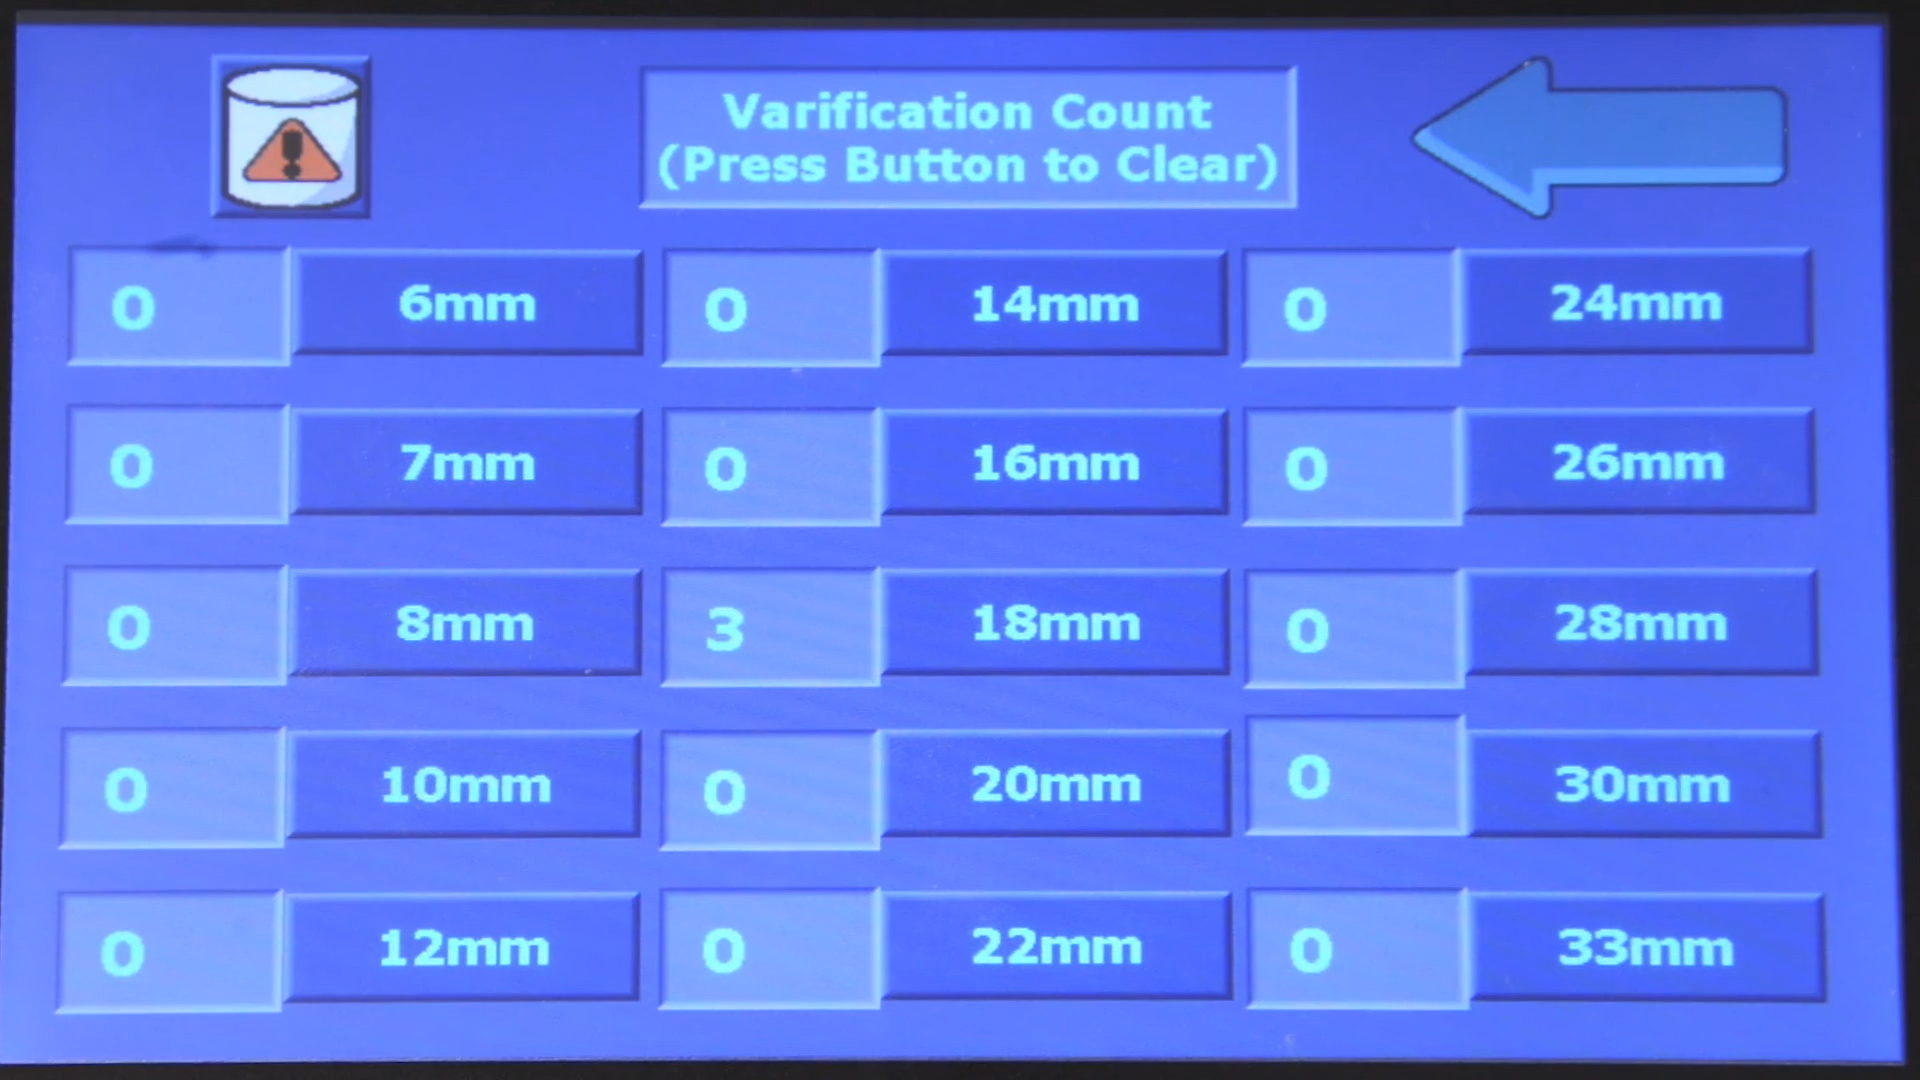 Varification Count
(Press Button to Clear)
0 6mm 0 14mm 0 24mm
0 7mm 0 16mm 0 26mm
0 8mm 3 18mm 0 28mm
0 10mm 0 20mm 0 30mm
0 12mm 0 22mm 0 33mm